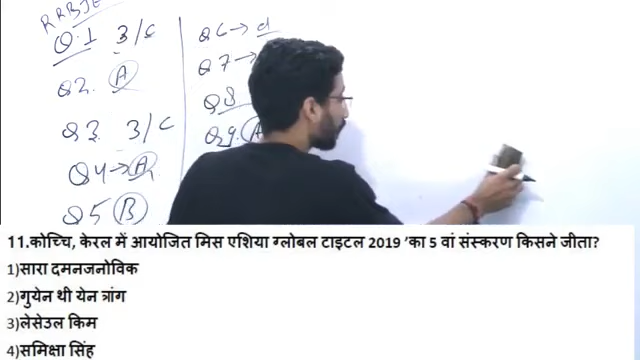 RRBJE
Q.1 3/C
Q2. A
Q3. 3/C
Q4→A
Q5 B
Q6→d
Q7→
Q8
Q9. A
11.कोच्चि, केरल में आयोजित मिस एशिया ग्लोबल टाइटल 2019 ’का 5 वां संस्करण किसने जीता?
1)सारा दमनजनोविक
2)गुयेन थी येन त्रांग
3)लेसेउल किम
4)समिक्षा सिंह